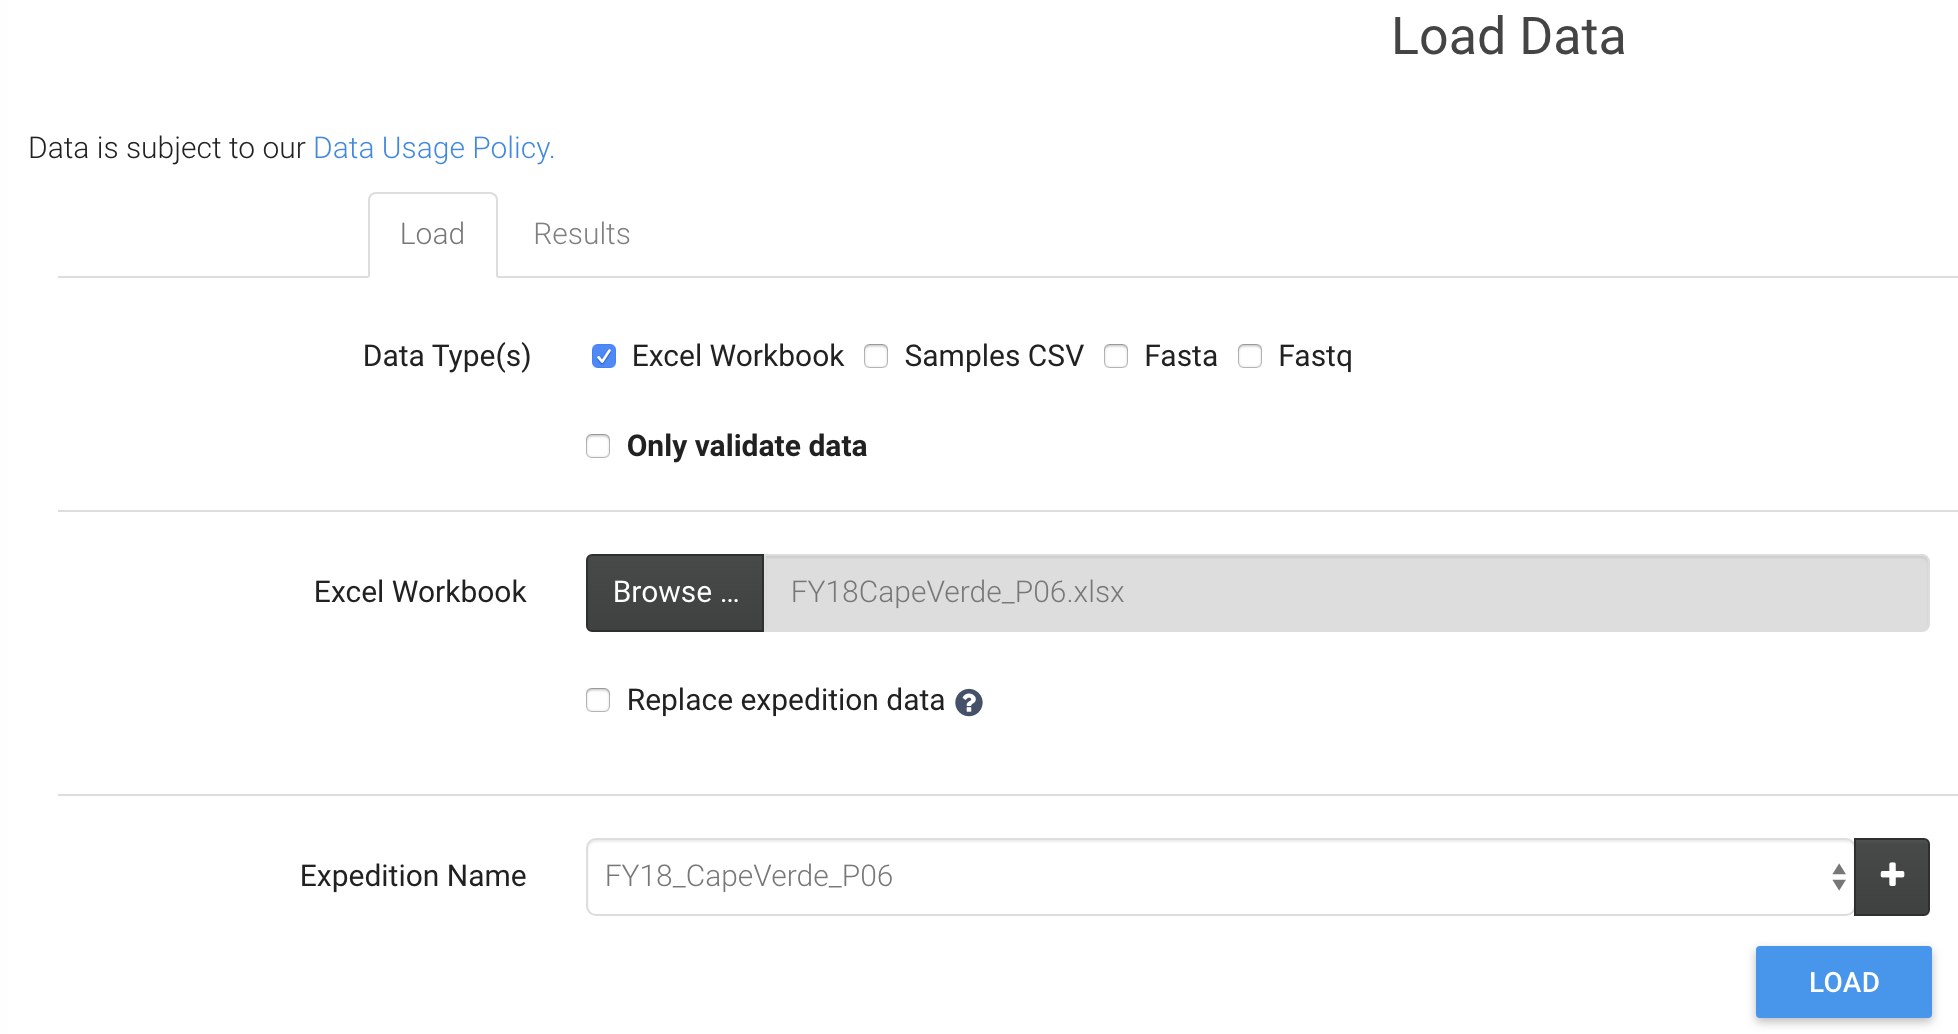 Load Data
Data is subject to our Data Usage Policy.
Load Results
Data Type(s) Excel Workbook Samples CSV Fasta Fastq
Only validate data
Excel Workbook Browse ... FY18CapeVerde_P06.xlsx
Replace expedition data ?
Expedition Name FY18_CapeVerde_P06 +
LOAD